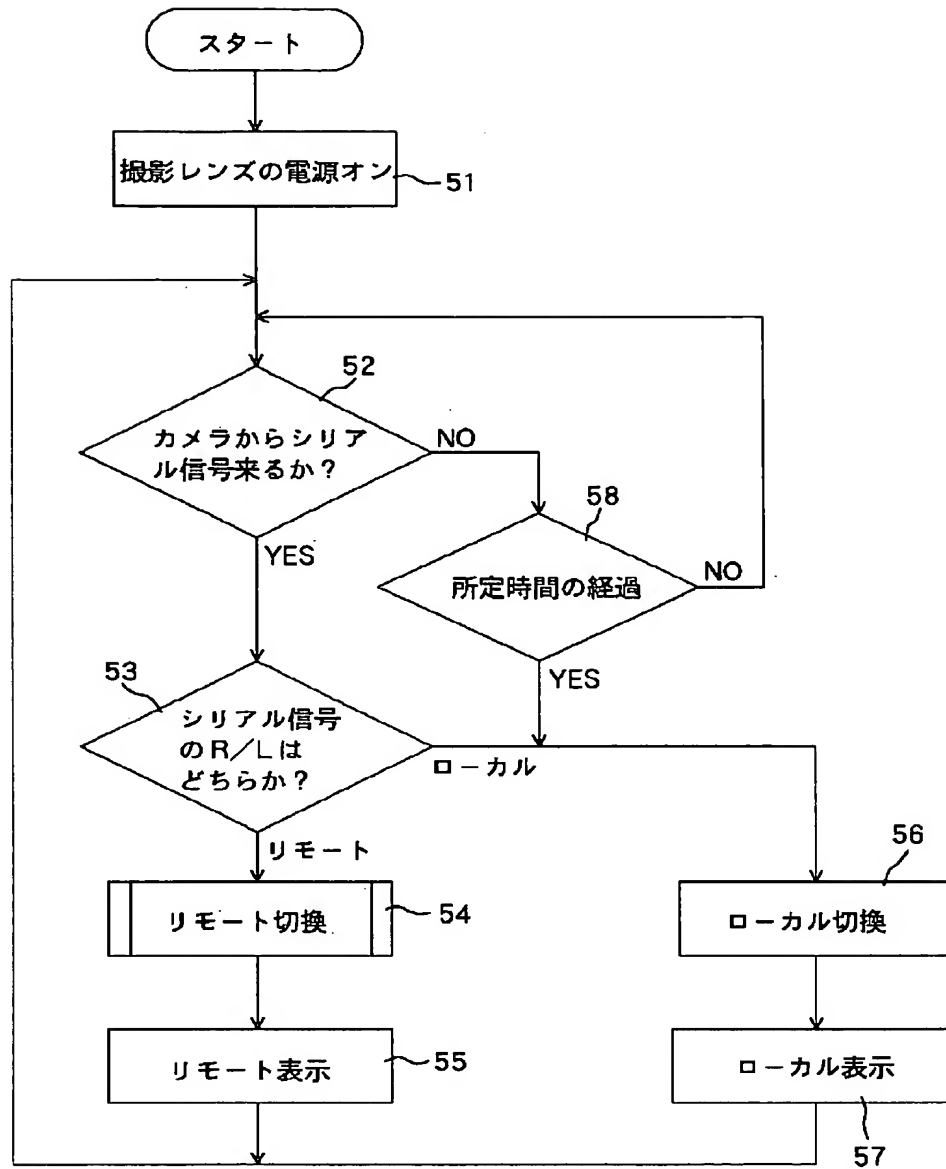 スタート
撮影レンズの電源オン
51
52
カメラからシリア
ル信号来るか?
NO
58
YES
所定時間の経過
NO
53
YES
シリアル信号
のR/Lは
どちらか?
ローカル
リモート
56
リモート切換
54
ローカル切換
リモート表示
55
ローカル表示
57